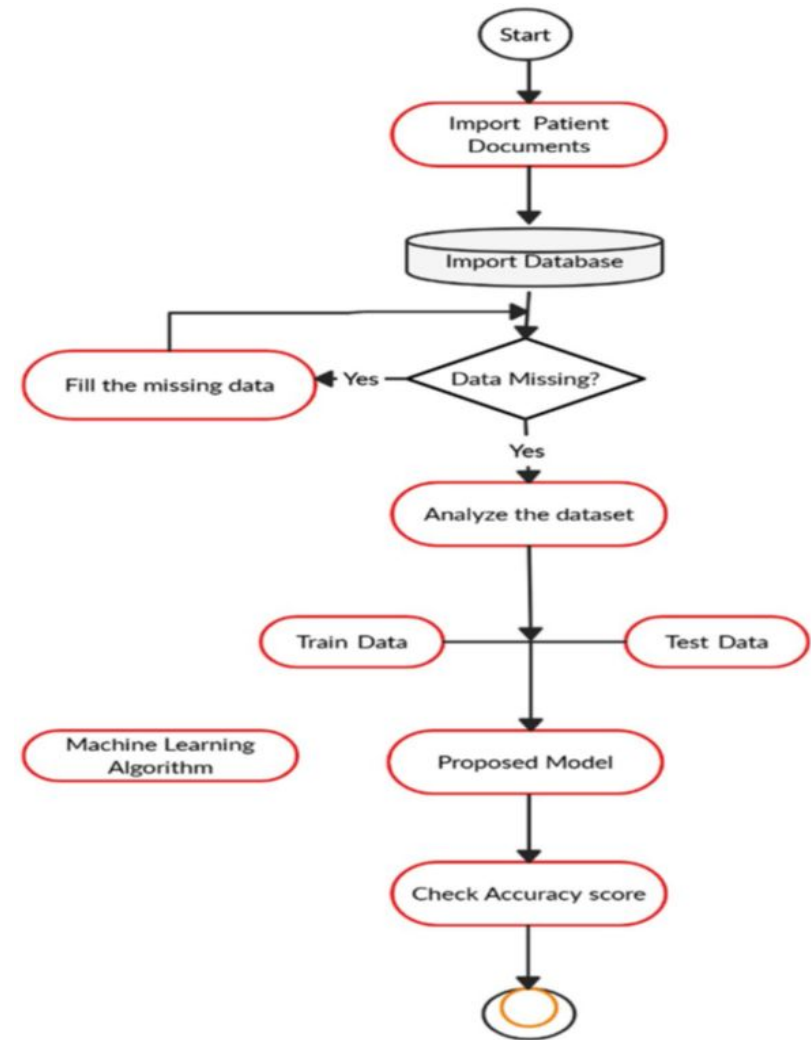 Start
Import Patient
Documents
Import Database
Fill the missing data
Yes
Data Missing?
Yes
Analyze the dataset
Train Data
Test Data
Machine Learning
Algorithm
Proposed Model
Check Accuracy score